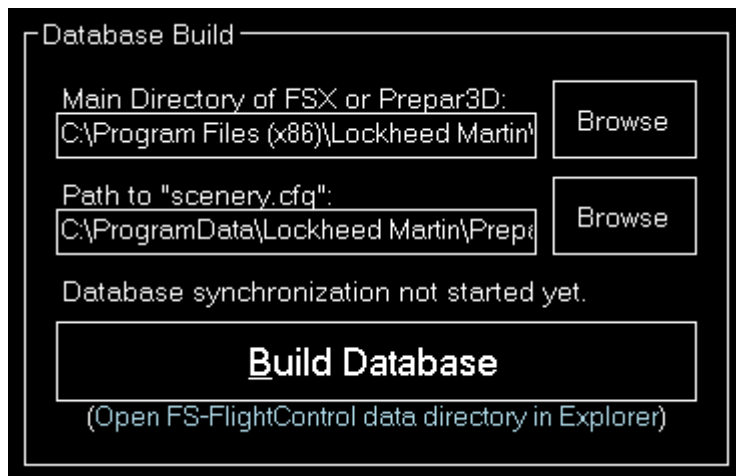 Database Build
Main Directory of FSX or Prepar3D:
C:\Program Files (x86)\Lockheed Martin\
Browse
Path to "scenery.cfg":
C:\ProgramData\Lockheed Martin\Prepa
Browse
Database synchronization not started yet.
Build Database
(Open FS-FlightControl data directory in Explorer)